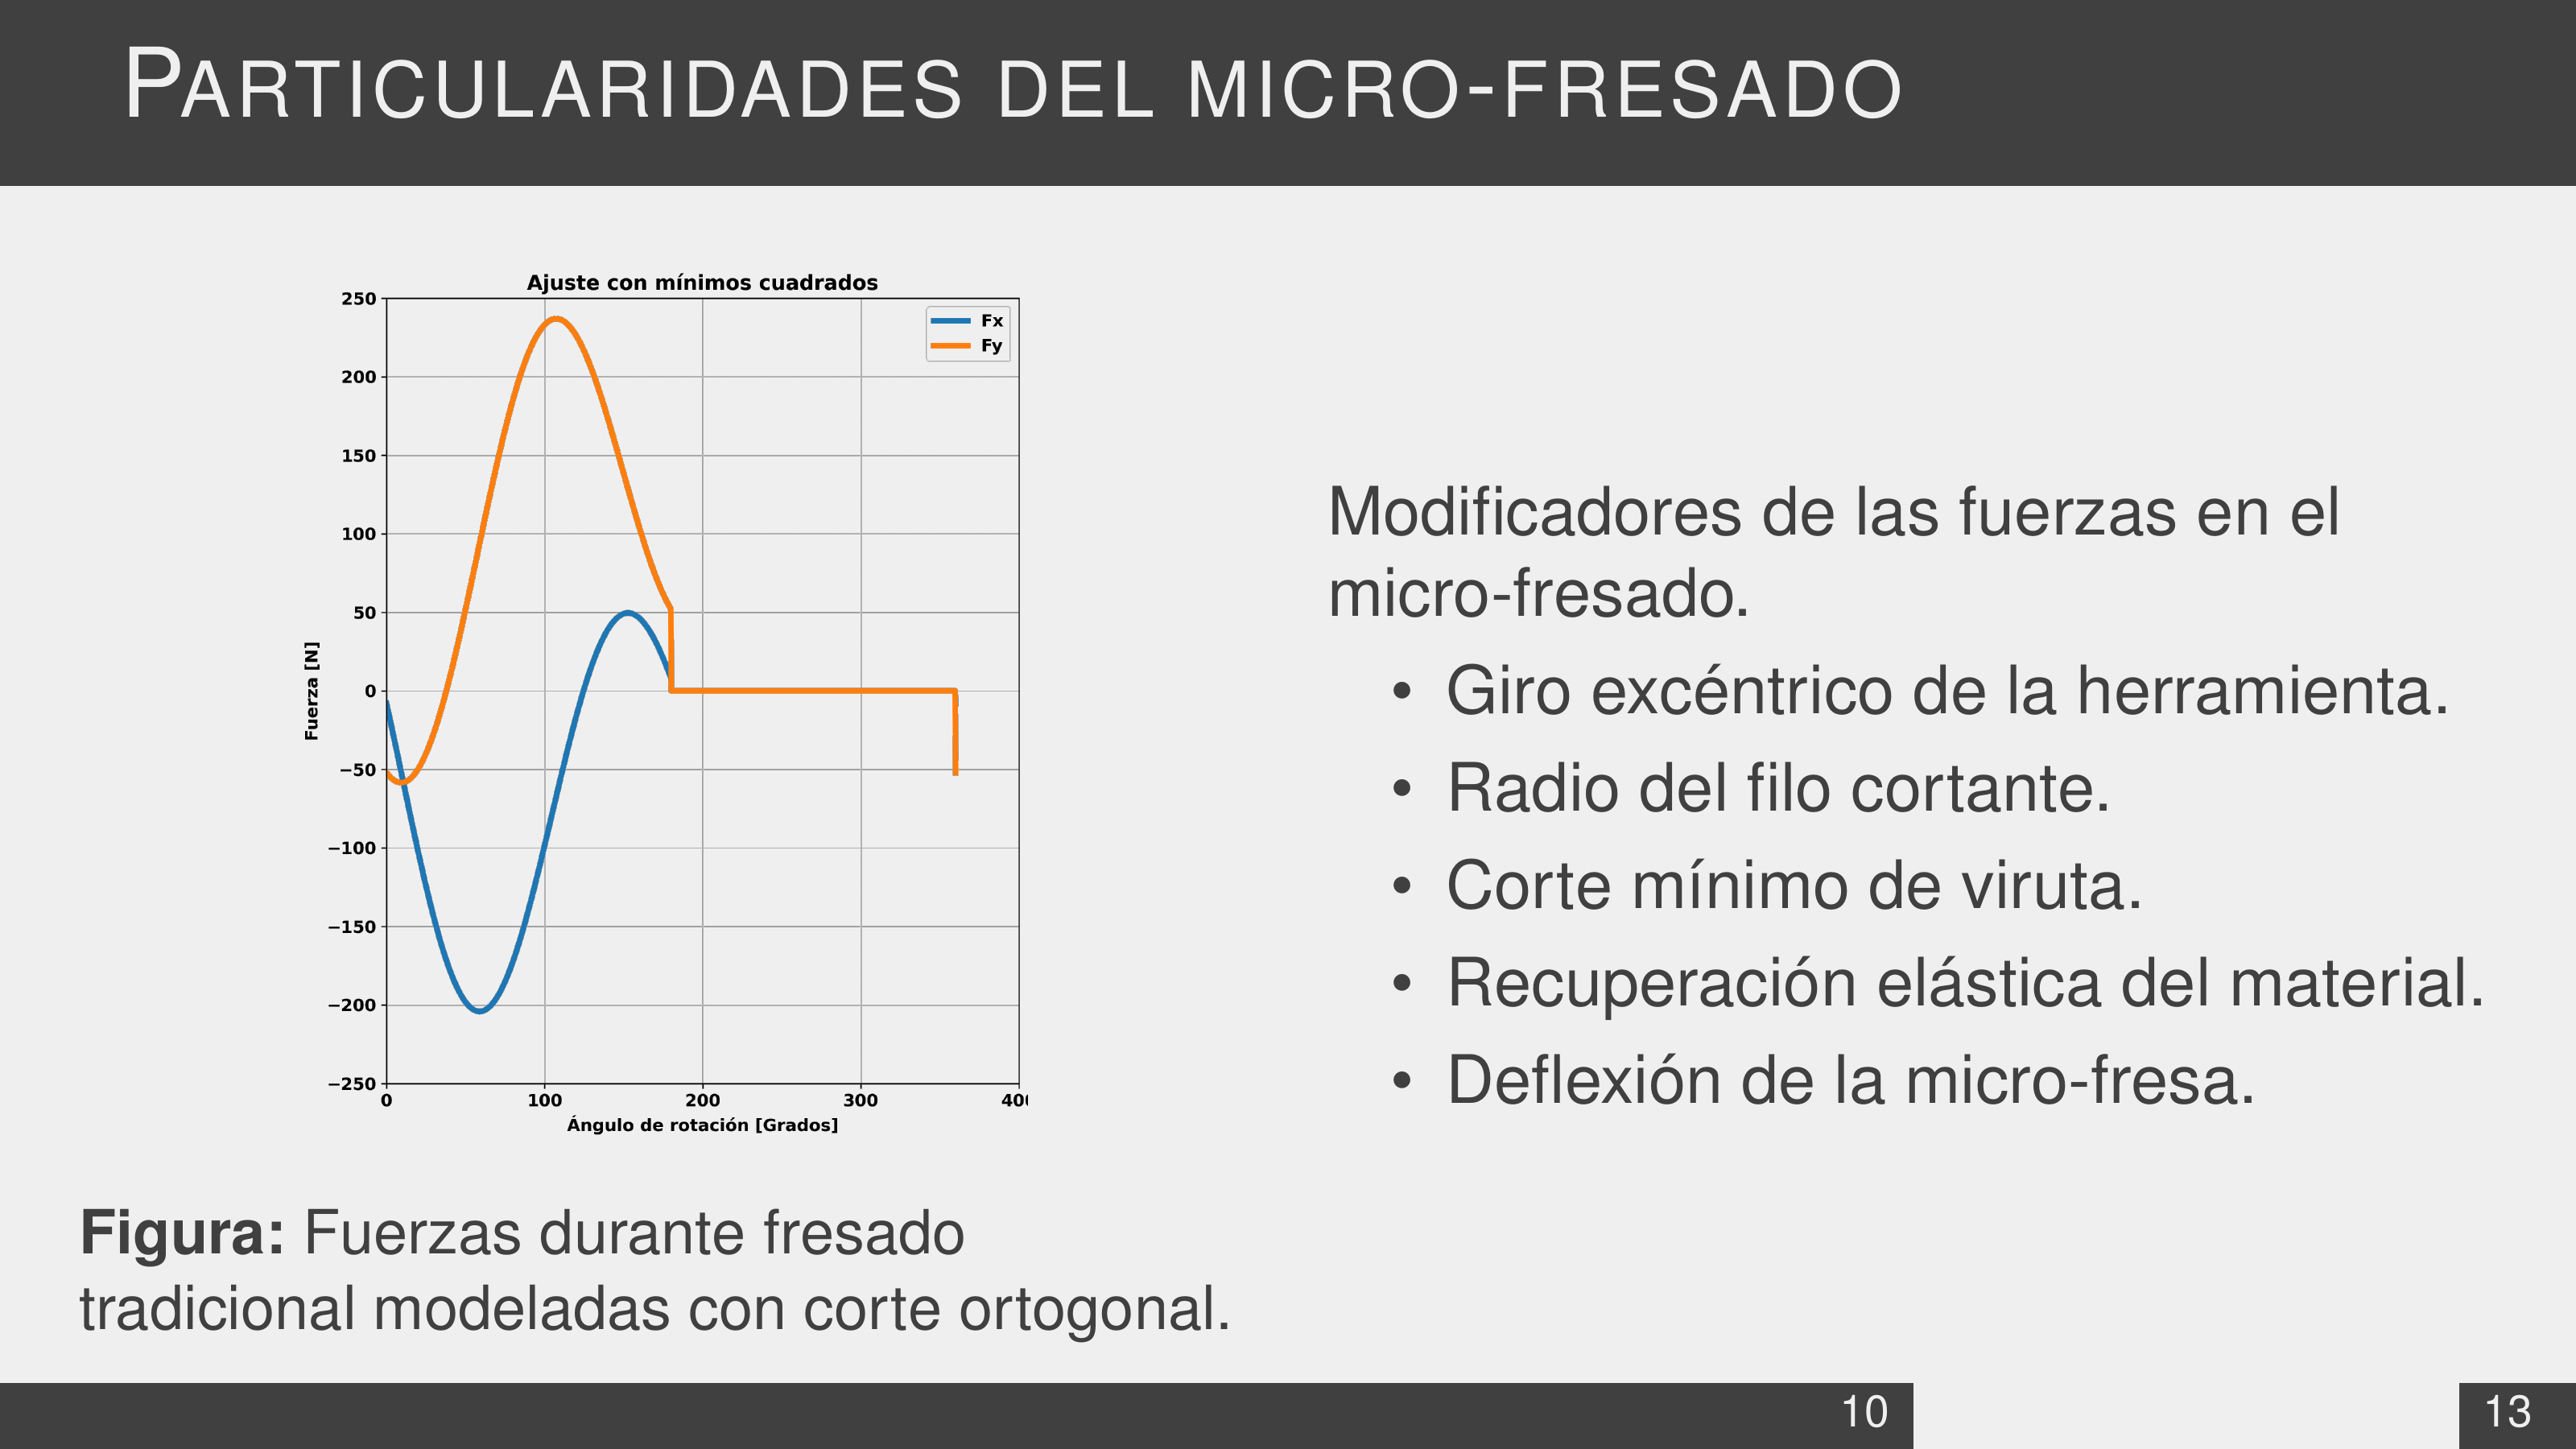 PARTICULARIDADES DEL MICRO-FRESADO
Ajuste con mínimos cuadrados
250
200
150
100
50
0
−50
−100
−150
−200
−250
Fuerza [N]
Fx
Fy
0 100 200 300 400
Ángulo de rotación [Grados]
Figura: Fuerzas durante fresado
tradicional modeladas con corte ortogonal.
Modificadores de las fuerzas en el
micro-fresado.
• Giro excéntrico de la herramienta.
• Radio del filo cortante.
• Corte mínimo de viruta.
• Recuperación elástica del material.
• Deflexión de la micro-fresa.
10
13